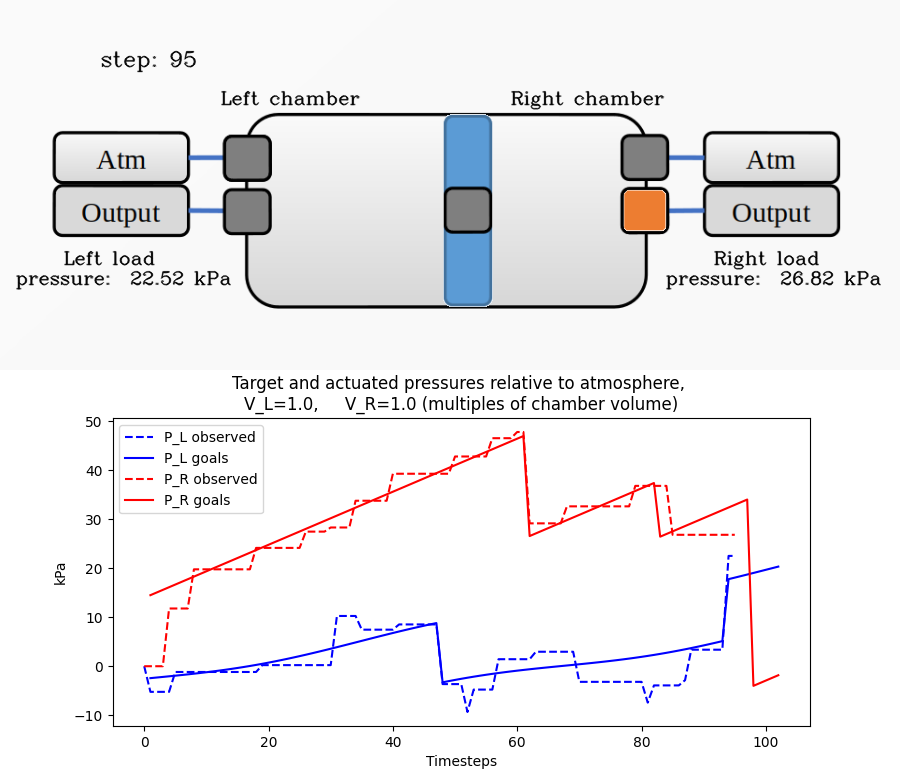 step: 95
Left chamber
Right chamber
Atm
Atm
Output
Output
Left load
pressure: 22.52 kPa
Right load
pressure: 26.82 kPa
Target and actuated pressures relative to atmosphere,
V_L=1.0, V_R=1.0 (multiples of chamber volume)
P_L observed
P_L goals
P_R observed
P_R goals
50
40
30
20
10
0
−10
kPa
0 20 40 60 80 100
Timesteps